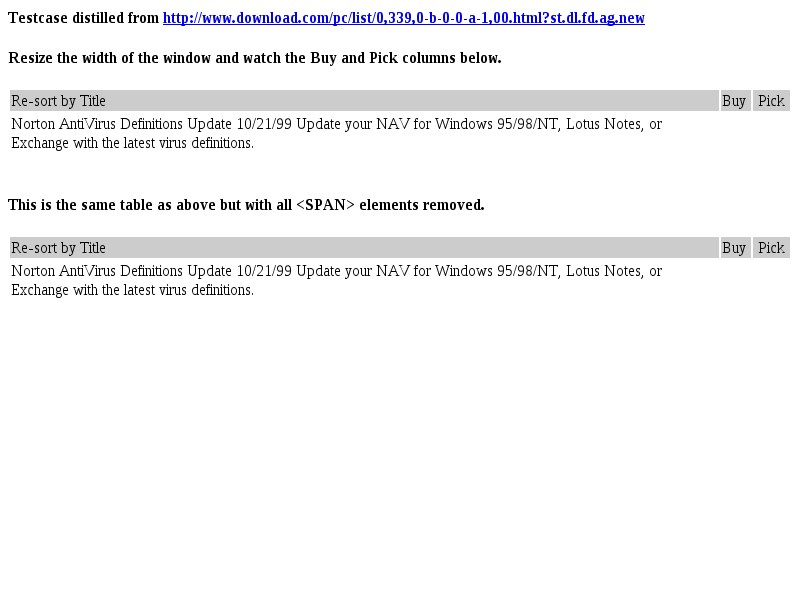 Testcase distilled from http://www.download.com/pc/list/0,339,0-b-0-0-a-1,00.html?st.dl.fd.ag.new
Resize the width of the window and watch the Buy and Pick columns below.
Re-sort by Title Buy Pick
Norton AntiVirus Definitions Update 10/21/99 Update your NAV for Windows 95/98/NT, Lotus Notes, or
Exchange with the latest virus definitions.
This is the same table as above but with all <SPAN> elements removed.
Re-sort by Title Buy Pick
Norton AntiVirus Definitions Update 10/21/99 Update your NAV for Windows 95/98/NT, Lotus Notes, or
Exchange with the latest virus definitions.